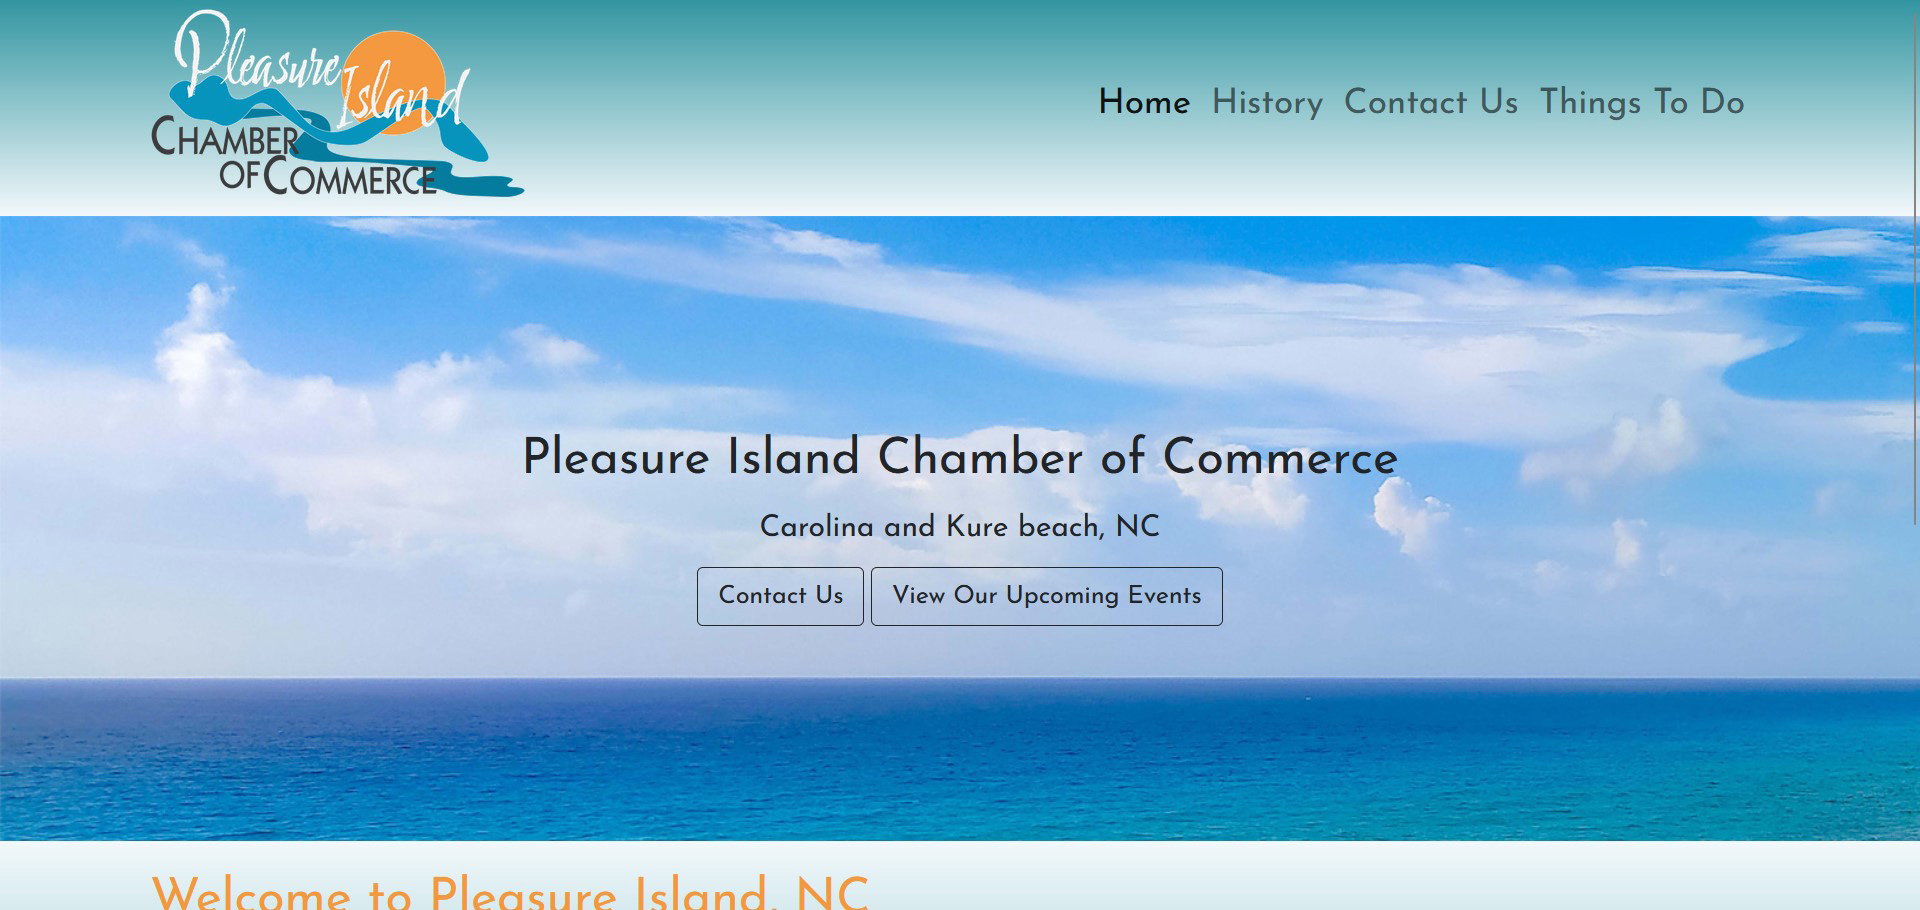 Pleasure
Island
CHAMBER
OF COMMERCE
Home History Contact Us Things To Do
Pleasure Island Chamber of Commerce
Carolina and Kure beach, NC
Contact Us View Our Upcoming Events
Welcome to Pleasure Island, NC